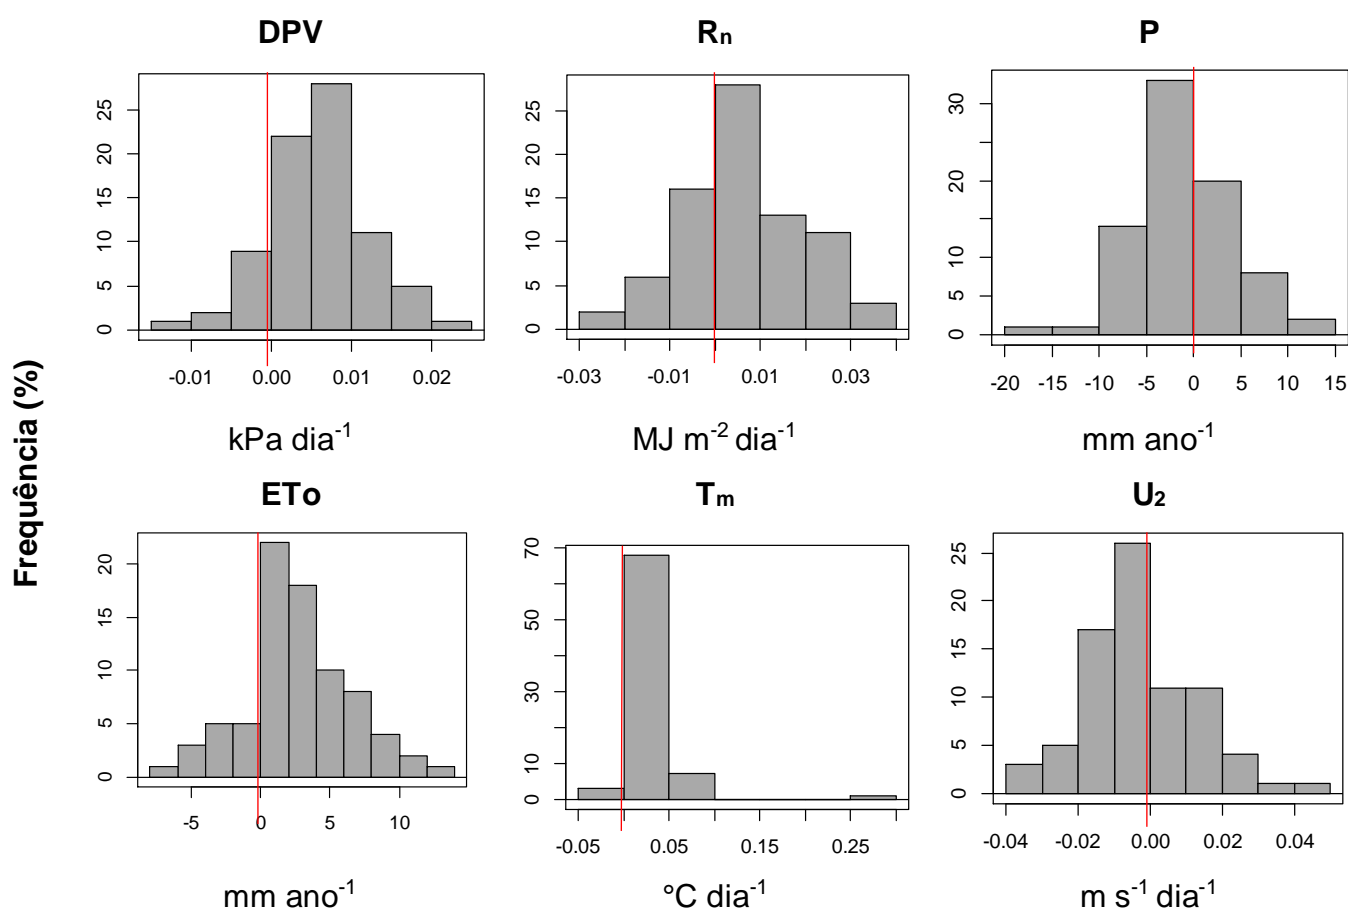 Frequência (%)
DPV
25
20
15
10
5
0
-0.01 0.00 0.01 0.02
kPa dia-1
Rn
25
20
15
10
5
0
-0.03 -0.01 0.01 0.03
MJ m-2 dia-1
P
30
20
10
5
0
-20 -15 -10 -5 0 5 10 15
mm ano-1
ETo
20
15
10
5
0
-5 0 5 10
mm ano-1
Tm
70
50
30
10
0
-0.05 0.05 0.15 0.25
°C dia-1
U2
25
20
15
10
5
0
-0.04 -0.02 0.00 0.02 0.04
m s-1 dia-1